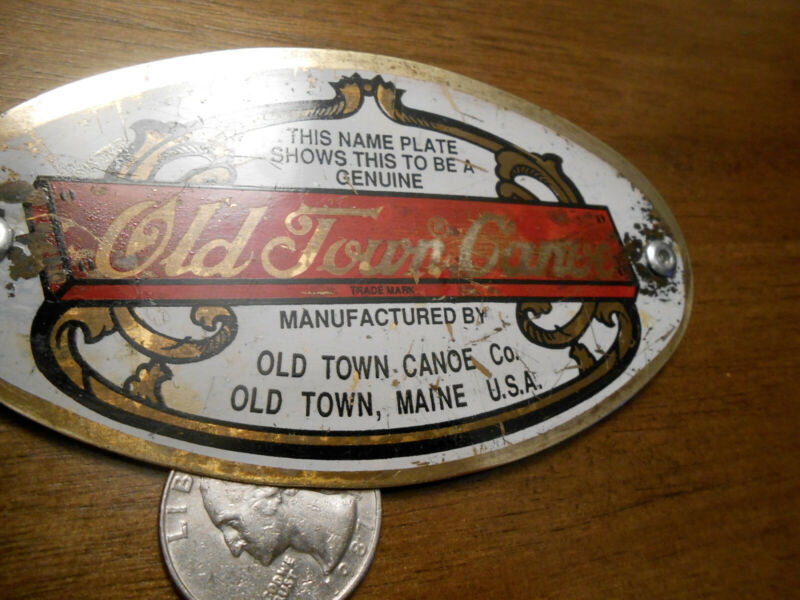 THIS NAME PLATE
SHOWS THIS TO BE A
GENUINE
Old Town Canoe
TRADE MARK
MANUFACTURED BY
OLD TOWN CANOE Co.
OLD TOWN, MAINE U.S.A.
LIB